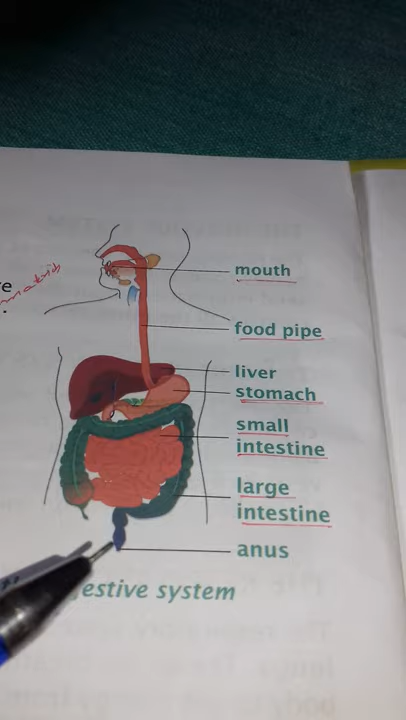 mouth
food pipe
liver
stomach
small
intestine
large
intestine
anus
estive system